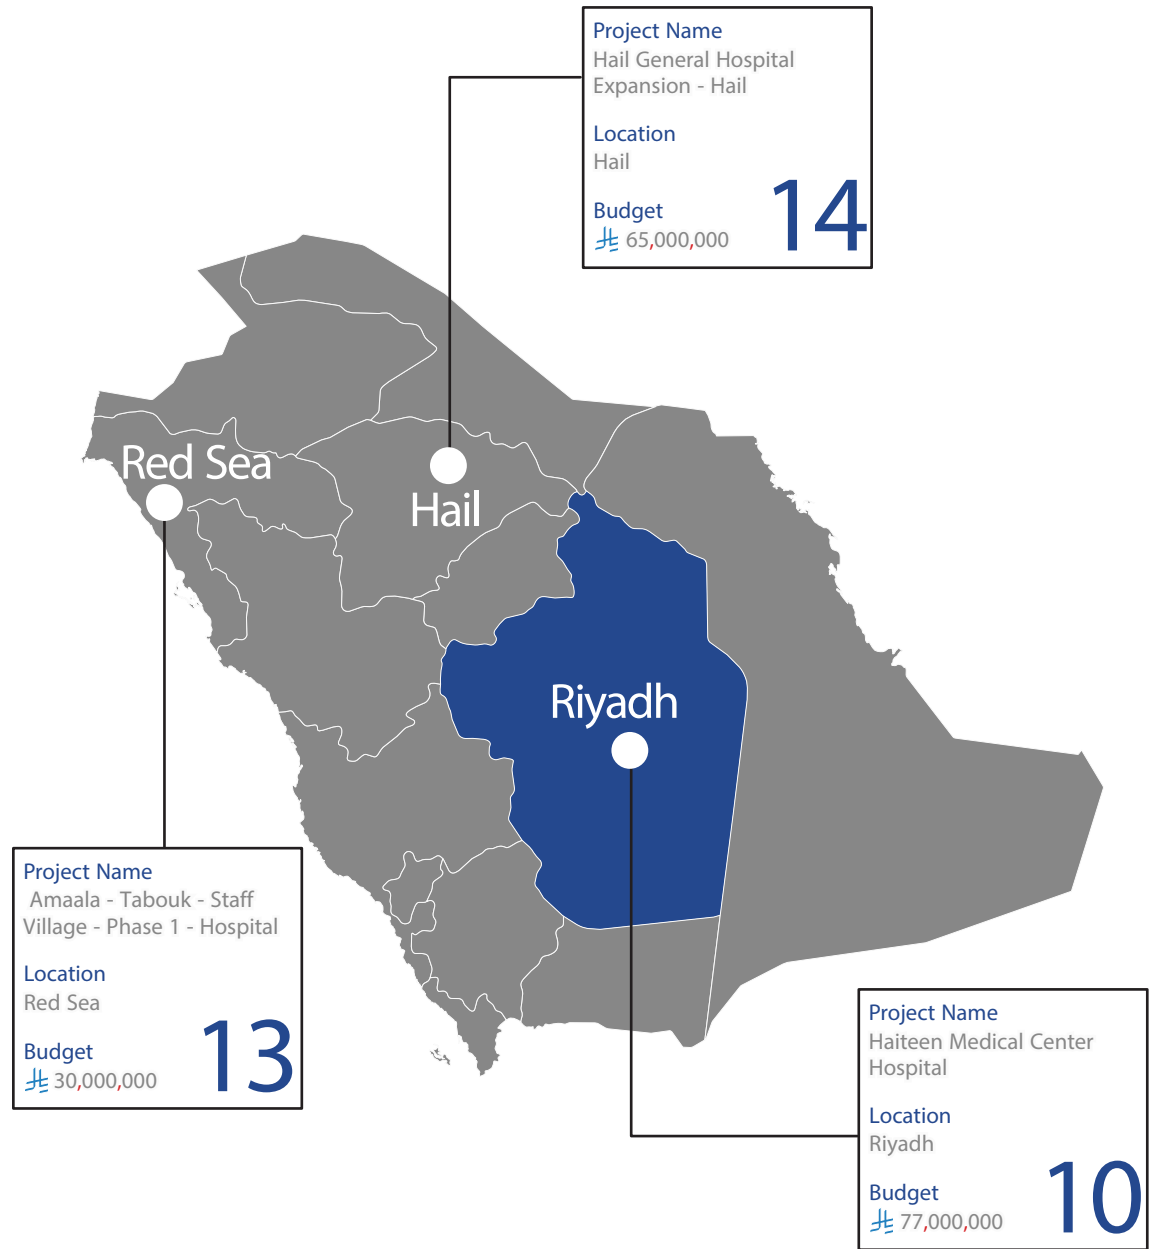 Project Name
Hail General Hospital
Expansion - Hail
Location
Hail
Budget
65,000,000
14
Red Sea
Hail
Riyadh
Project Name
Amaala - Tabouk - Staff
Village - Phase 1 - Hospital
Location
Red Sea
Budget
30,000,000
13
Project Name
Haiteen Medical Center
Hospital
Location
Riyadh
Budget
77,000,000
10